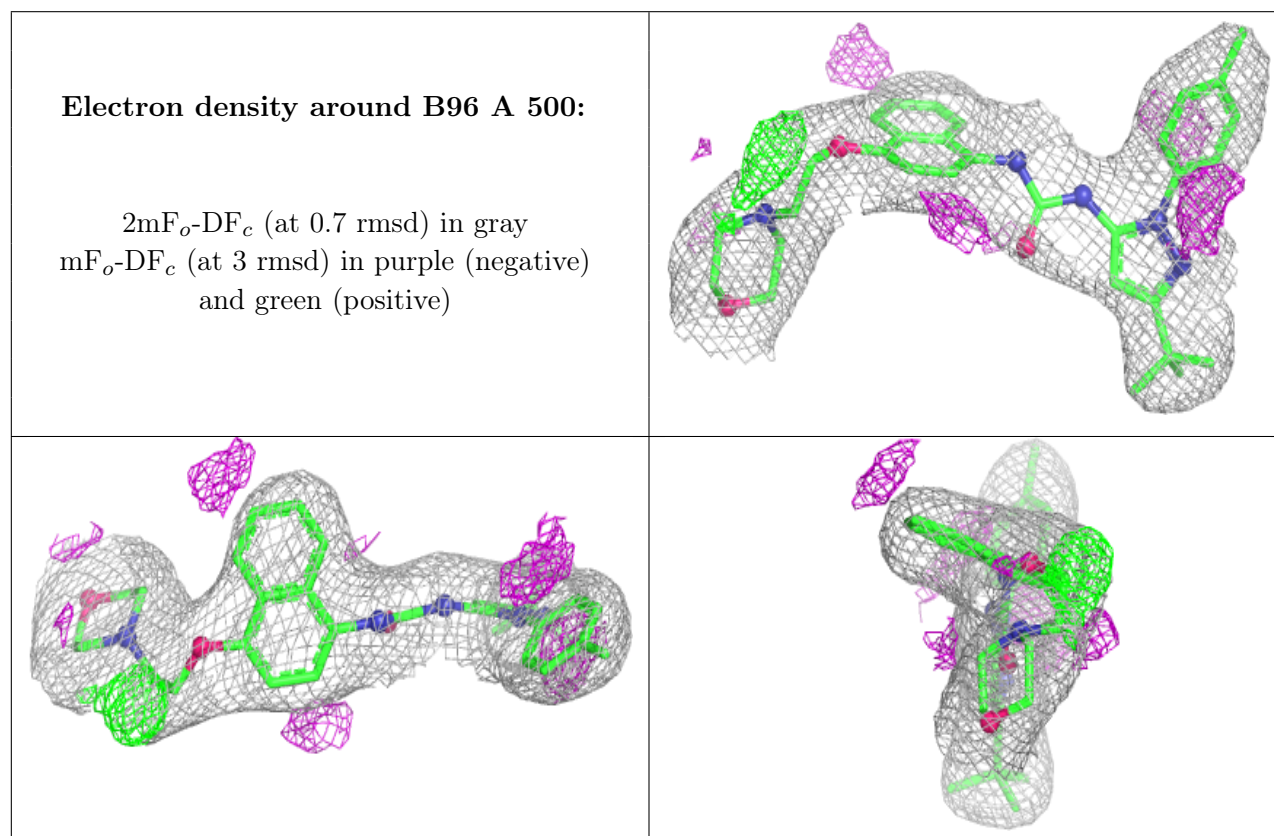 Electron density around B96 A 500:
2mFo-DFc (at 0.7 rmsd) in gray
mFo-DFc (at 3 rmsd) in purple (negative)
and green (positive)